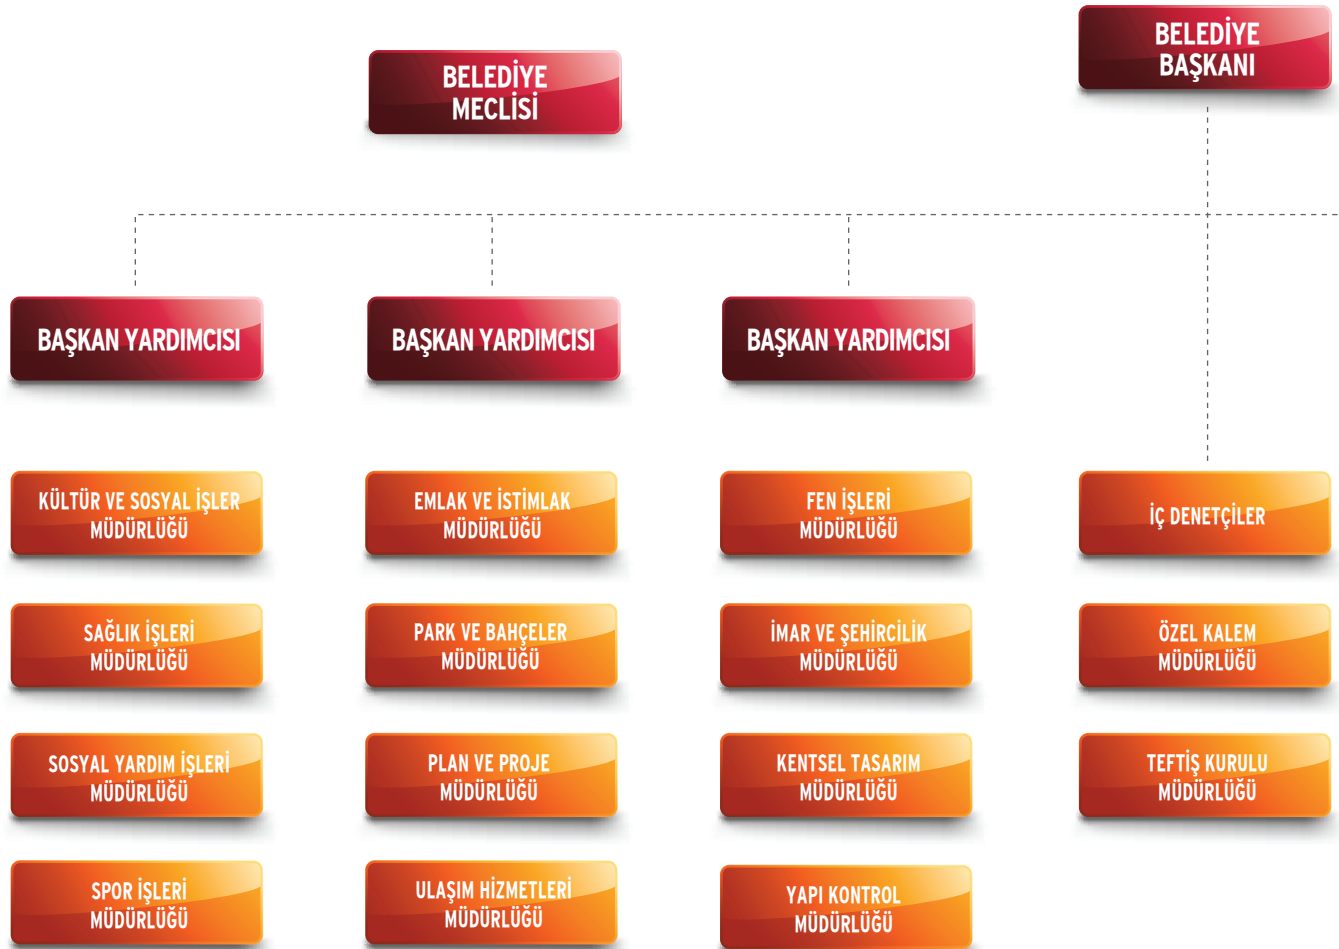 BELEDİYE
MECLİSİ
BELEDİYE
BAŞKANI
BAŞKAN YARDIMCISI
BAŞKAN YARDIMCISI
BAŞKAN YARDIMCISI
KÜLTÜR VE SOSYAL İŞLER
MÜDÜRLÜĞÜ
EMLAK VE İSTİMLAK
MÜDÜRLÜĞÜ
FEN İŞLERİ
MÜDÜRLÜĞÜ
İÇ DENETÇİLER
SAĞLIK İŞLERİ
MÜDÜRLÜĞÜ
PARK VE BAHÇELER
MÜDÜRLÜĞÜ
İMAR VE ŞEHİRCİLİK
MÜDÜRLÜĞÜ
ÖZEL KALEM
MÜDÜRLÜĞÜ
SOSYAL YARDIM İŞLERİ
MÜDÜRLÜĞÜ
PLAN VE PROJE
MÜDÜRLÜĞÜ
KENTSEL TASARIM
MÜDÜRLÜĞÜ
TEFTİŞ KURULU
MÜDÜRLÜĞÜ
SPOR İŞLERİ
MÜDÜRLÜĞÜ
ULAŞIM HİZMETLERİ
MÜDÜRLÜĞÜ
YAPI KONTROL
MÜDÜRLÜĞÜ